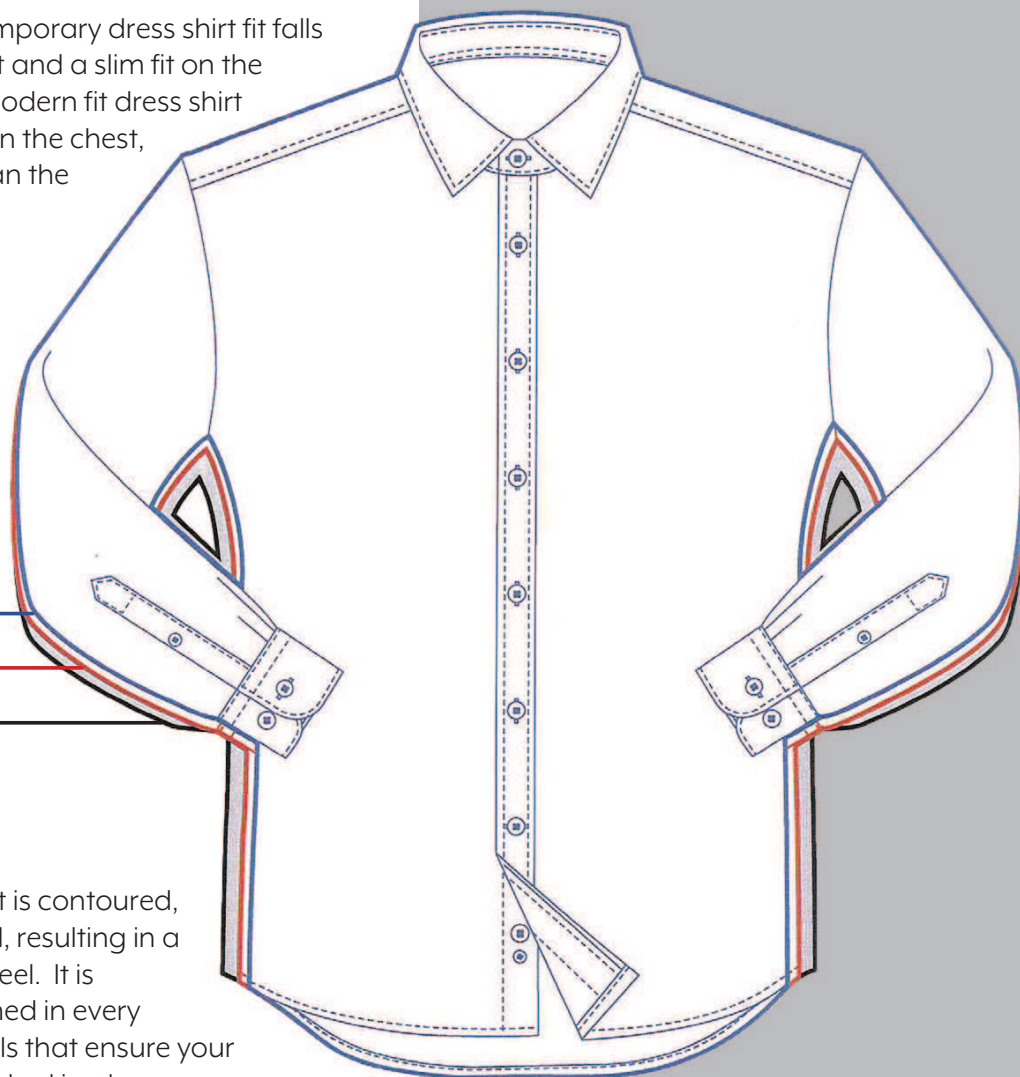 mporary dress shirt fit falls
t and a slim fit on the
odern fit dress shirt
n the chest,
an the
t is contoured,
l, resulting in a
eel. It is
ned in every
ls that ensure your